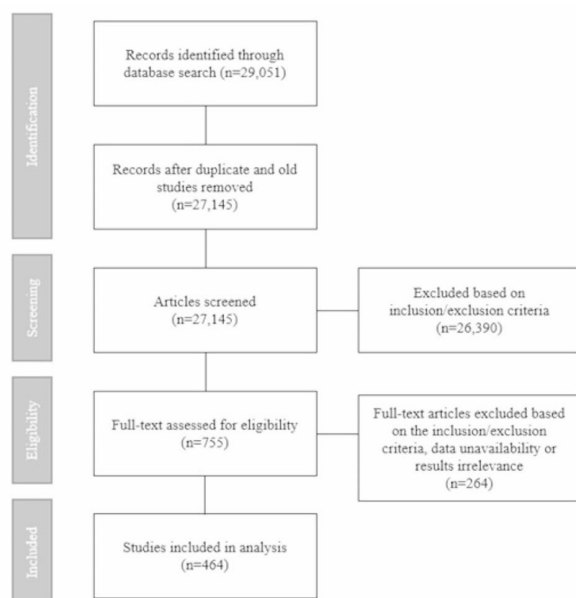 Identification
Records identified through
database search (n=29,051)
Records after duplicate and old
studies removed
(n=27,145)
Screening
Articles screened
(n=27,145)
Excluded based on
inclusion/exclusion criteria
(n=26,390)
Eligibility
Full-text assessed for eligibility
(n=755)
Full-text articles excluded based
on the inclusion/exclusion
criteria, data unavailability or
results irrelevance
(n=264)
Included
Studies included in analysis
(n=464)